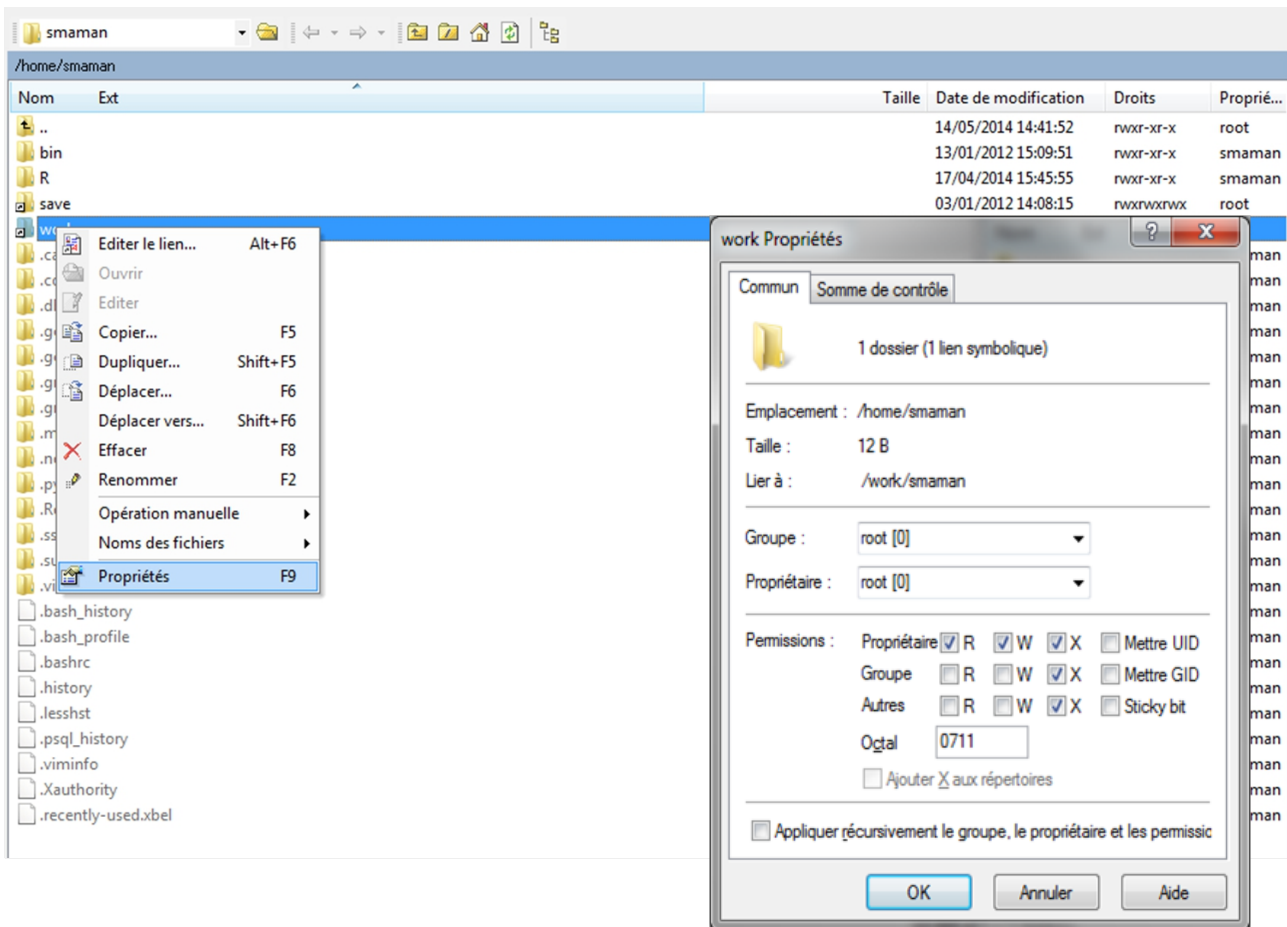 smaman
/home/smaman
Nom Ext Taille Date de modification Droits Proprié...
.. 14/05/2014 14:41:52 rwxr-xr-x root
bin 13/01/2012 15:09:51 rwxr-xr-x smaman
R 17/04/2014 15:45:55 rwxr-xr-x smaman
save 03/01/2012 14:08:15 rwxrwxrwx root
Editer le lien... Alt+F6
Ouvrir
Editer
Copier... F5
Dupliquer... Shift+F5
Déplacer... F6
Déplacer vers... Shift+F6
Effacer F8
Renommer F2
Opération manuelle
Noms des fichiers
Propriétés F9
.bash_history
.bash_profile
.bashrc
.history
.lesshst
.psql_history
.viminfo
.Xauthority
.recently-used.xbel
work Propriétés
Commun Somme de contrôle
1 dossier (1 lien symbolique)
Emplacement : /home/smaman
Taille : 12 B
Lier à : /work/smaman
Groupe : root [0]
Propriétaire : root [0]
Permissions : Propriétaire R W X Mettre UID
Groupe R W X Mettre GID
Autres R W X Sticky bit
Octal 0711
Ajouter X aux répertoires
Appliquer récursivement le groupe, le propriétaire et les permissic
OK Annuler Aide